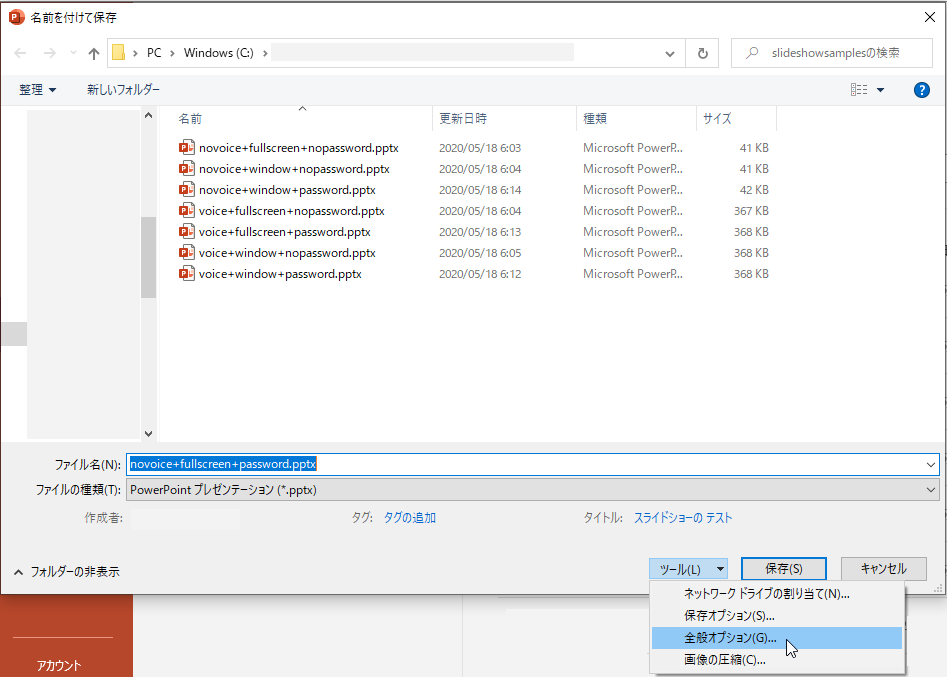 名前を付けて保存
PC > Windows (C:) >
slideshowsamplesの検索
整理 新しいフォルダー
名前 更新日時 種類 サイズ
novoice+fullscreen+nopassword.pptx 2020/05/18 6:03 Microsoft PowerP... 41 KB
novoice+window+nopassword.pptx 2020/05/18 6:04 Microsoft PowerP... 41 KB
novoice+window+password.pptx 2020/05/18 6:14 Microsoft PowerP... 42 KB
voice+fullscreen+nopassword.pptx 2020/05/18 6:04 Microsoft PowerP... 367 KB
voice+fullscreen+password.pptx 2020/05/18 6:13 Microsoft PowerP... 368 KB
voice+window+nopassword.pptx 2020/05/18 6:05 Microsoft PowerP... 368 KB
voice+window+password.pptx 2020/05/18 6:12 Microsoft PowerP... 368 KB
ファイル名(N): novoice+fullscreen+password.pptx
ファイルの種類(T): PowerPoint プレゼンテーション (*.pptx)
作成者: タグ: タグの追加 タイトル: スライドショーの テスト
フォルダーの非表示 ツール(L) 保存(S) キャンセル
ネットワーク ドライブの割り当て(N)...
保存オプション(S)...
全般オプション(G)...
画像の圧縮(C)...
アカウント